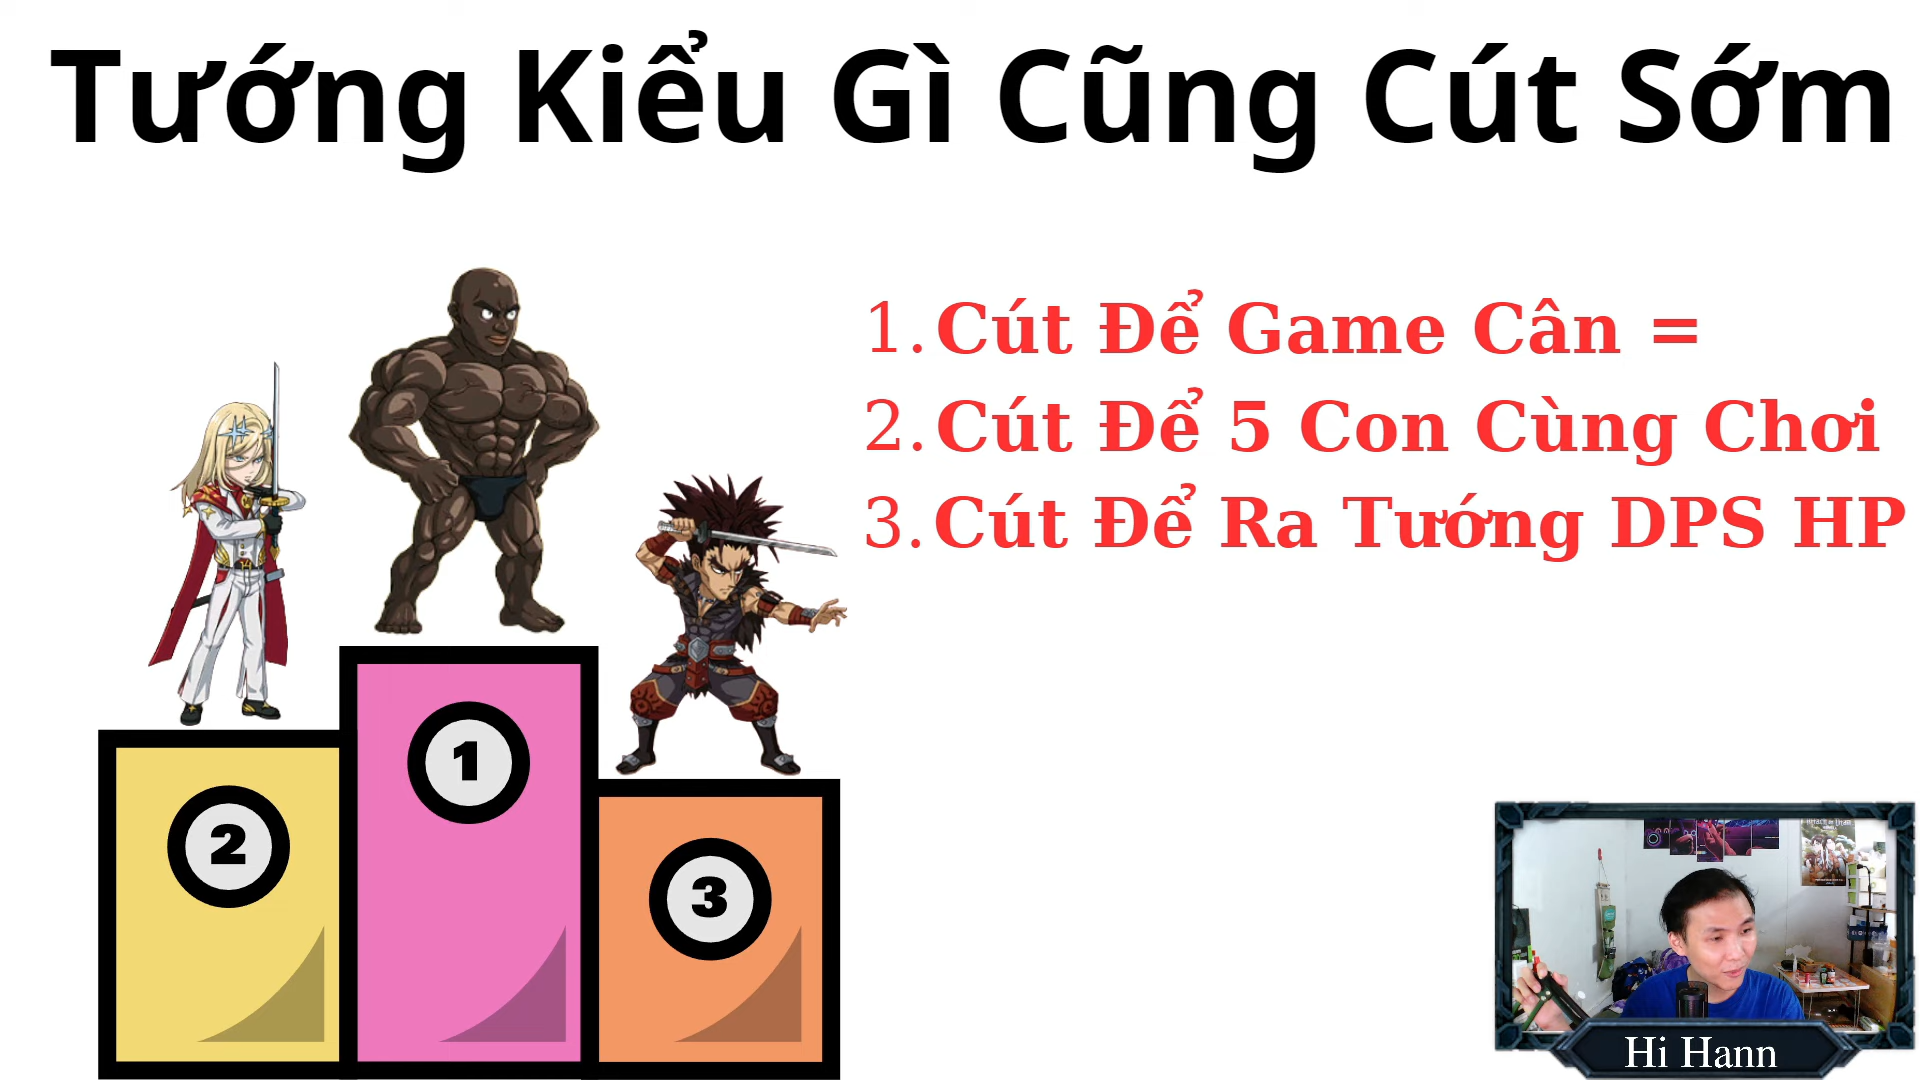 Tướng Kiểu Gì Cũng Cút Sớm
1. Cút Để Game Cân =
2. Cút Để 5 Con Cùng Chơi
3. Cút Để Ra Tướng DPS HP
1
2
3
Hi Hann